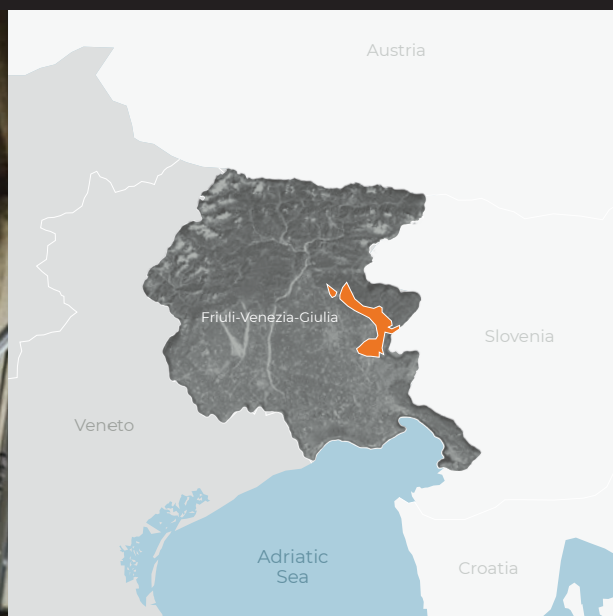 Austria
Friuli-Venezia-Giulia
Slovenia
Veneto
Adriatic
Sea
Croatia